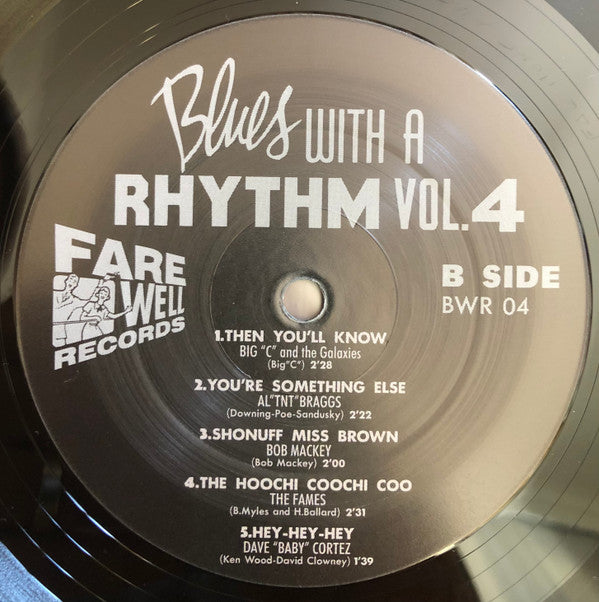 Blues WITH A
RHYTHM VOL. 4
FARE
WELL
RECORDS
B SIDE
BWR 04
1.THEN YOU'LL KNOW
BIG "C" and the Galaxies
(Big"C") 2'28
2.YOU'RE SOMETHING ELSE
AL"TNT"BRAGGS
(Downing-Poe-Sandusky) 2'22
3.SHONUFF MISS BROWN
BOB MACKEY
(Bob Mackey) 2'00
4.THE HOOCHI COOCHI COO
THE FAMES
(B.Myles and H.Ballard) 2'31
5.HEY-HEY-HEY
DAVE "BABY" CORTEZ
(Ken Wood-David Clowney) 1'39